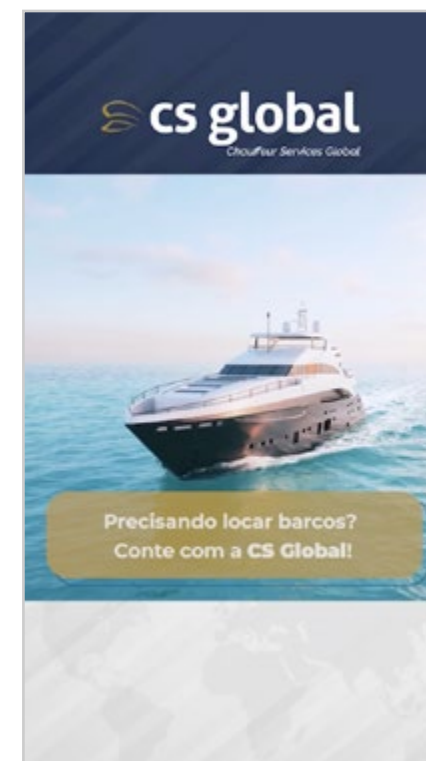 cs global
Chauffeur Services Global
Precisando locar barcos?
Conte com a CS Global!